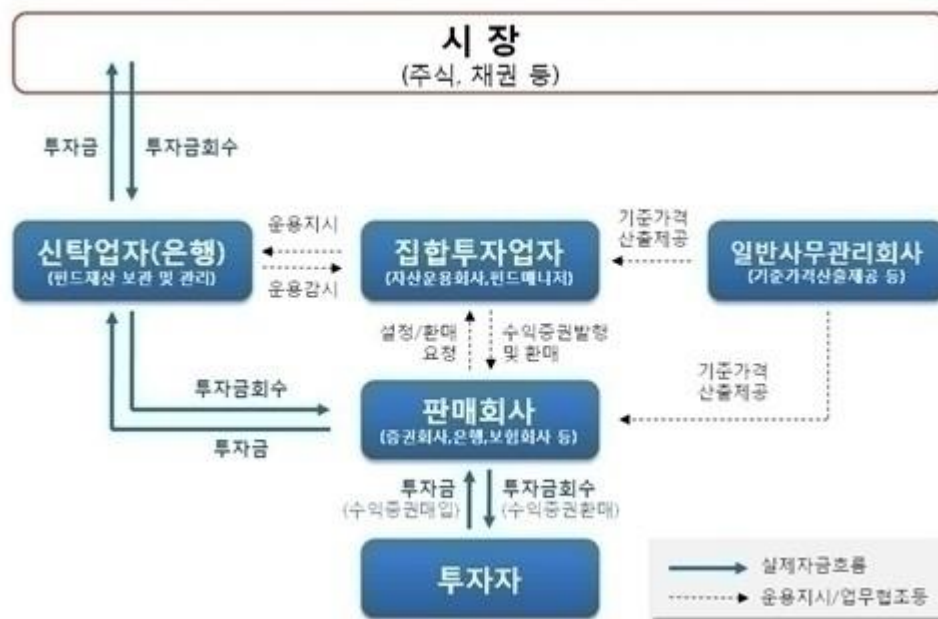 시 장
(주식, 채권 등)
투자금
투자금회수
신탁업자(은행)
(펀드재산 보관 및 관리)
운용지시
운용감시
집합투자업자
(자산운용회사,펀드매니저)
기준가격
산출제공
일반사무관리회사
(기준가격산출제공 등)
설정/환매
요청
수익증권발행
및 환매
기준가격
산출제공
투자금회수
투자금
판매회사
(증권회사,은행,보험회사 등)
투자금
(수익증권매입)
투자금회수
(수익증권환매)
투자자
실제자금흐름
운용지시/업무협조등